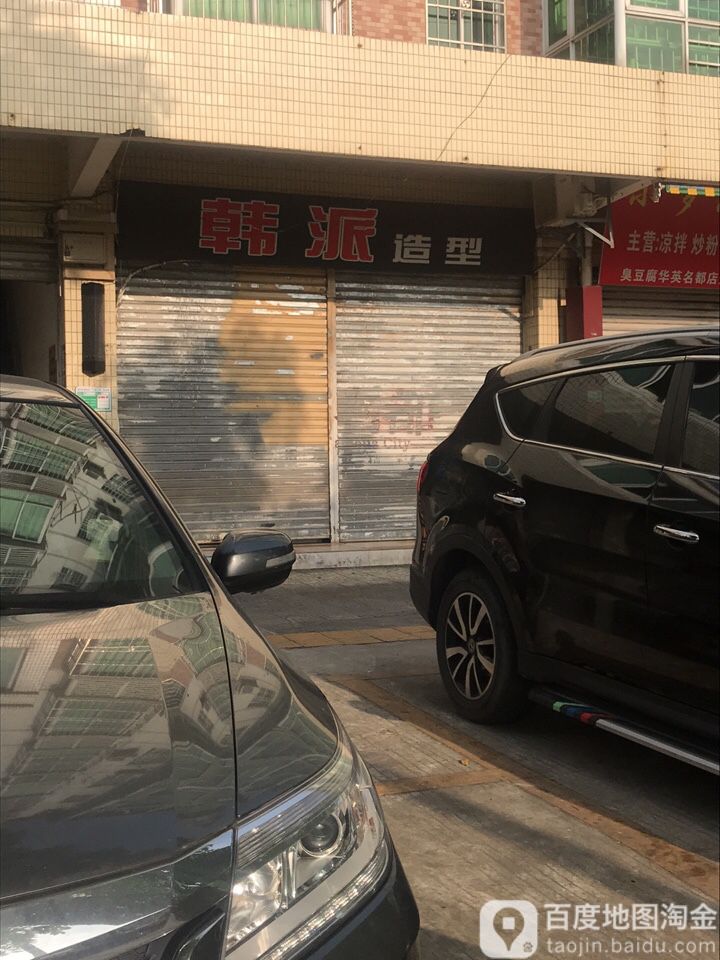 韩派造型
主营:凉拌 炒粉
臭豆腐华英名都店
百度地图淘金
taojin.baidu.com